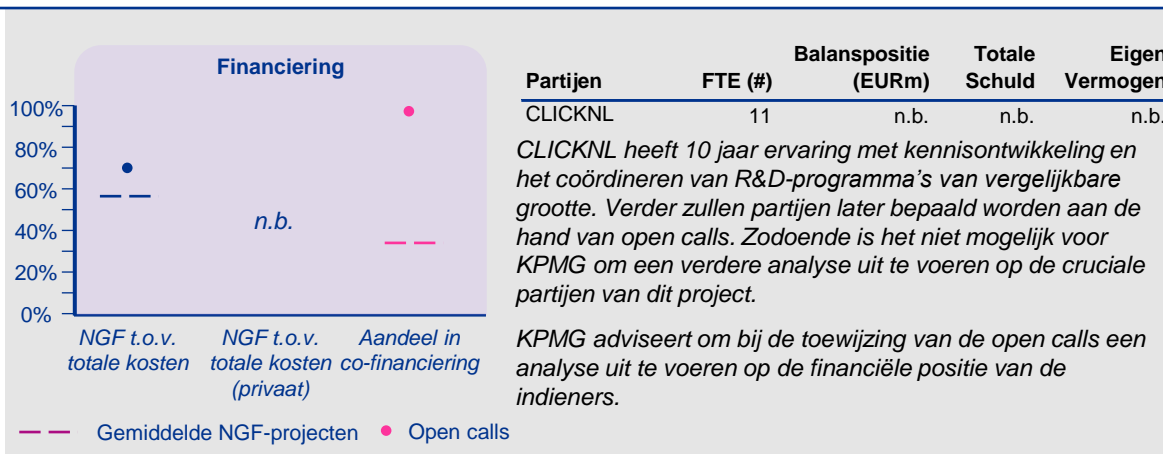 Financiering
100%
80%
60%
40%
20%
0%
n.b.
NGF t.o.v. totale kosten
NGF t.o.v. totale kosten (privaat)
Aandeel in co-financiering
Gemiddelde NGF-projecten
Open calls
Partijen FTE (#) Balanspositie (EURm) Totale Schuld Eigen Vermogen
CLICKNL 11 n.b. n.b. n.b.
CLICKNL heeft 10 jaar ervaring met kennisontwikkeling en
het coördineren van R&D-programma's van vergelijkbare
grootte. Verder zullen partijen later bepaald worden aan de
hand van open calls. Zodoende is het niet mogelijk voor
KPMG om een verdere analyse uit te voeren op de cruciale
partijen van dit project.
KPMG adviseert om bij de toewijzing van de open calls een
analyse uit te voeren op de financiële positie van de
indieners.